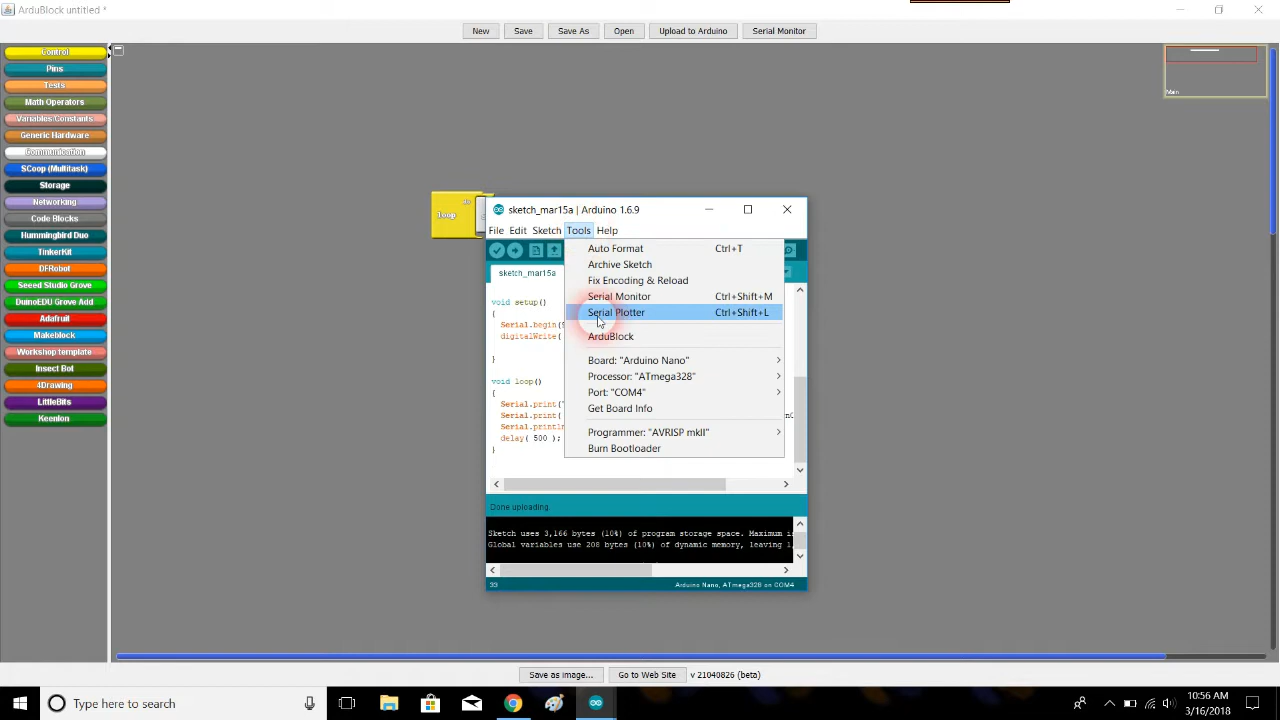 ArduBlock untitled *
New
Save
Save As
Open
Upload to Arduino
Serial Monitor
Control
Pins
Tests
Math Operators
Variables/Constants
Generic Hardware
Communication
SCoop (Multitask)
Storage
Networking
Code Blocks
Hummingbird Duo
TinkerKit
DFRobot
Seeed Studio Grove
DuinoEDU Grove Add
Adafruit
Makeblock
Workshop template
Insect Bot
4Drawing
LittleBits
Keenlon
Main
loop
do
sketch_mar15a | Arduino 1.6.9
File Edit Sketch Tools Help
sketch_mar15a
Auto Format Ctrl+T
Archive Sketch
Fix Encoding & Reload
Serial Monitor Ctrl+Shift+M
Serial Plotter Ctrl+Shift+L
ArduBlock
Board: "Arduino Nano"
Processor: "ATmega328"
Port: "COM4"
Get Board Info
Programmer: "AVRISP mkII"
Burn Bootloader
void setup()
{
Serial.begin(
digitalWrite(
}
void loop()
{
Serial.print(
Serial.print(
Serial.println
delay( 500 );
}
Done uploading.
Sketch uses 3,166 bytes (10%) of program storage space. Maximum
Global variables use 208 bytes (10%) of dynamic memory, leaving
33
Arduino Nano, ATmega328 on COM4
Save as image...
Go to Web Site
v 21040826 (beta)
Type here to search
10:56 AM
3/16/2018